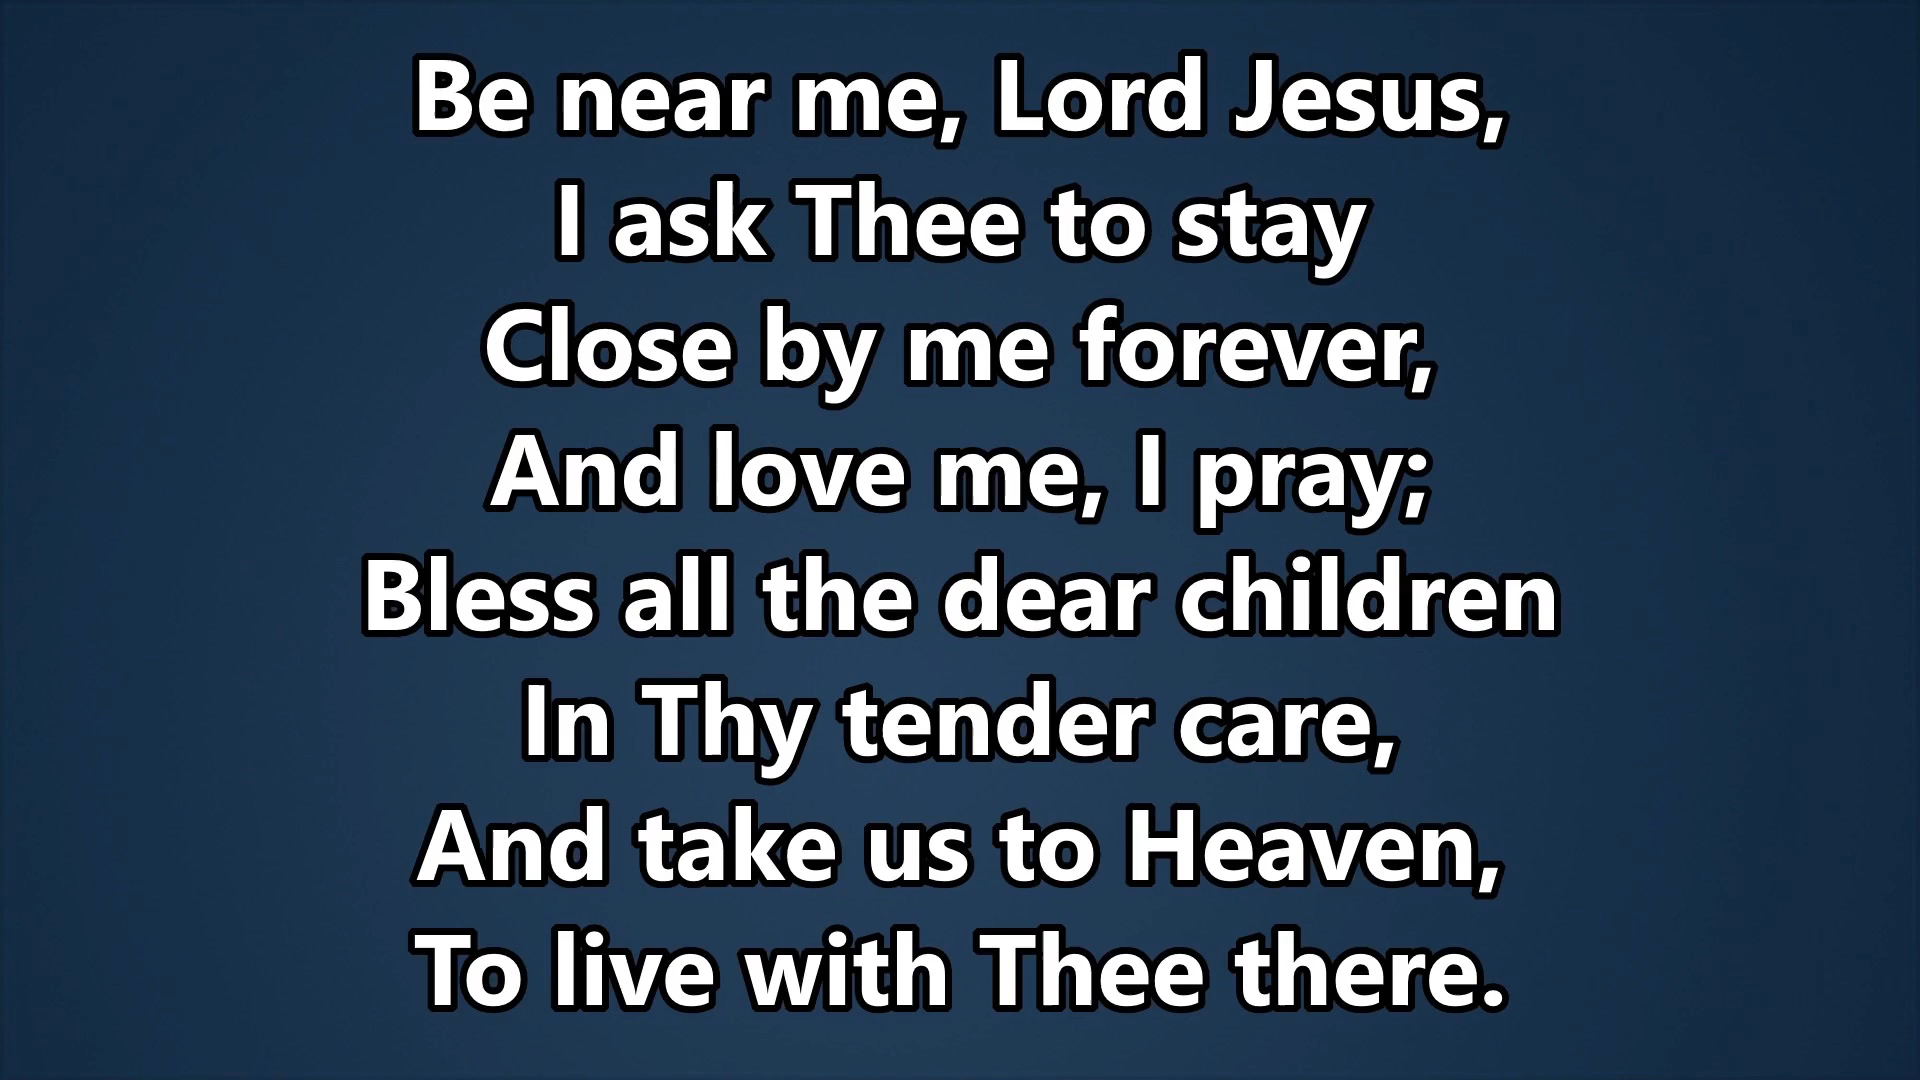 Be near me, Lord Jesus,
I ask Thee to stay
Close by me forever,
And love me, I pray;
Bless all the dear children
In Thy tender care,
And take us to Heaven,
To live with Thee there.